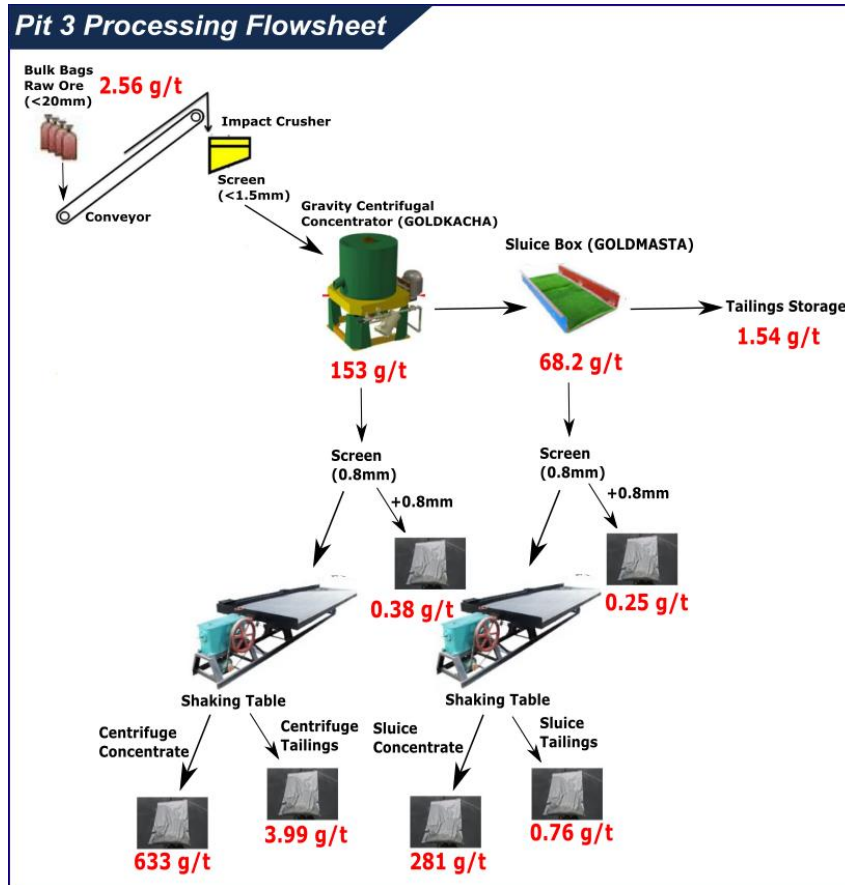 Pit 3 Processing Flowsheet
Bulk Bags
Raw Ore
(<20mm)
2.56 g/t
Impact Crusher
Screen
(<1.5mm)
Conveyor
Gravity Centrifugal
Concentrator (GOLDKACHA)
Sluice Box (GOLDMASTA)
Tailings Storage
1.54 g/t
153 g/t
68.2 g/t
Screen
(0.8mm)
+0.8mm
Screen
(0.8mm)
+0.8mm
0.38 g/t
0.25 g/t
Shaking Table
Shaking Table
Centrifuge
Concentrate
Centrifuge
Tailings
Sluice
Concentrate
Sluice
Tailings
633 g/t
3.99 g/t
281 g/t
0.76 g/t